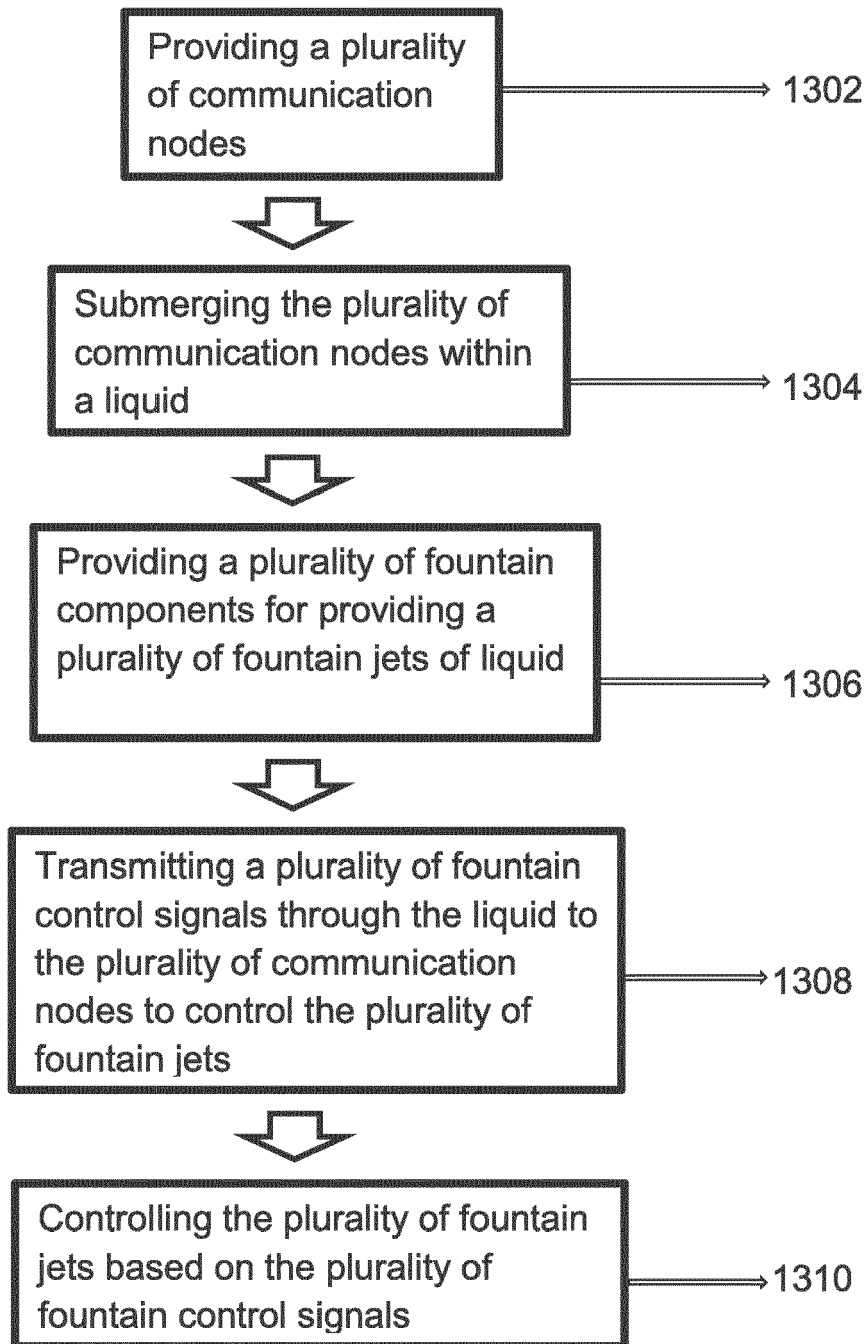 Providing a plurality
of communication
nodes
1302
Submerging the plurality of
communication nodes within
a liquid
1304
Providing a plurality of fountain
components for providing a
plurality of fountain jets of liquid
1306
Transmitting a plurality of fountain
control signals through the liquid to
the plurality of communication
nodes to control the plurality of
fountain jets
1308
Controlling the plurality of fountain
jets based on the plurality of
fountain control signals
1310